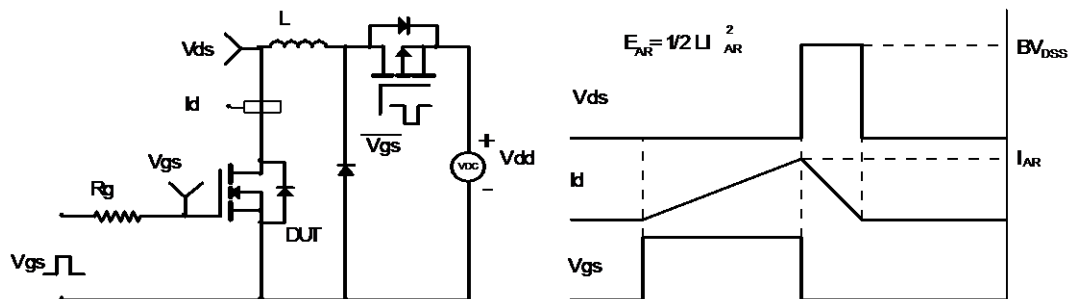 L
Vds
Id
Vgs
Rg
DUT
Vgs
Vgs
+
VDC
Vdd
-
E_AR= 1/2 LI²_AR
BV_DSS
Vds
I_AR
Id
Vgs